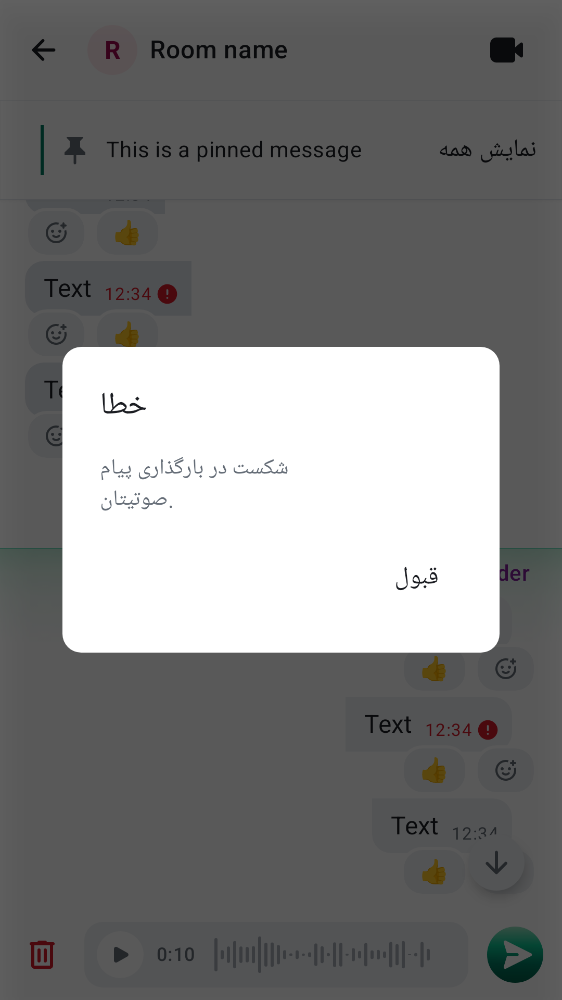 R
Room name
This is a pinned message
نمایش همه
Text 12:34
خطا
شکست در بارگذاری پیام
صوتیتان.
قبول
der
Text 12:34
Text 12:34
0:10